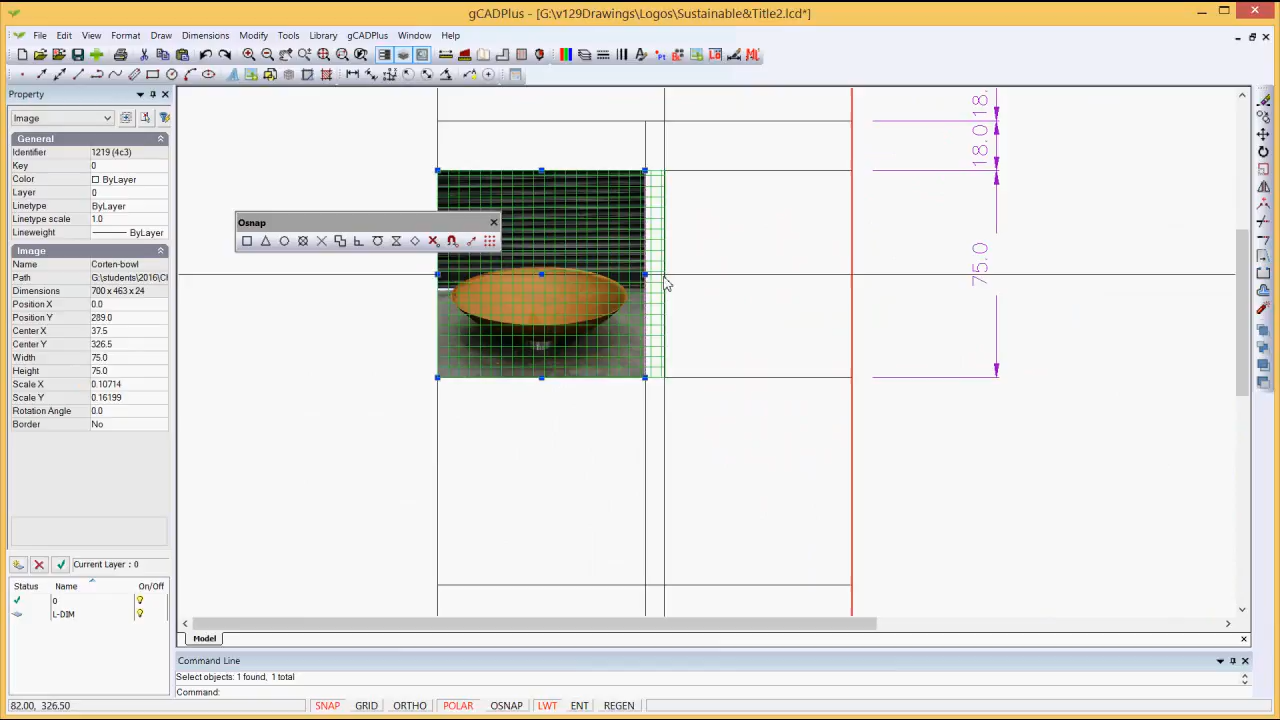 gCADPlus - [G:\v129Drawings\Logos\Sustainable&Title2.lcd*]
File Edit View Format Draw Dimensions Modify Tools Library gCADPlus Window Help
Property
Image
General
Identifier 1219 (4c3)
Key 0
Color ByLayer
Layer 0
Linetype ByLayer
Linetype scale 1.0
Lineweight ByLayer
Image
Name Corten-bowl
Path G:\students\2016\Cl
Dimensions 700 x 463 x 24
Position X 0.0
Position Y 289.0
Center X 37.5
Center Y 326.5
Width 75.0
Height 75.0
Scale X 0.10714
Scale Y 0.16199
Rotation Angle 0.0
Border No
Current Layer : 0
Status Name On/Off
0
L-DIM
Osnap
18.
18.0
75.0
Model
Command Line
Select objects: 1 found, 1 total
Command:
82.00, 326.50
SNAP GRID ORTHO POLAR OSNAP LWT ENT REGEN